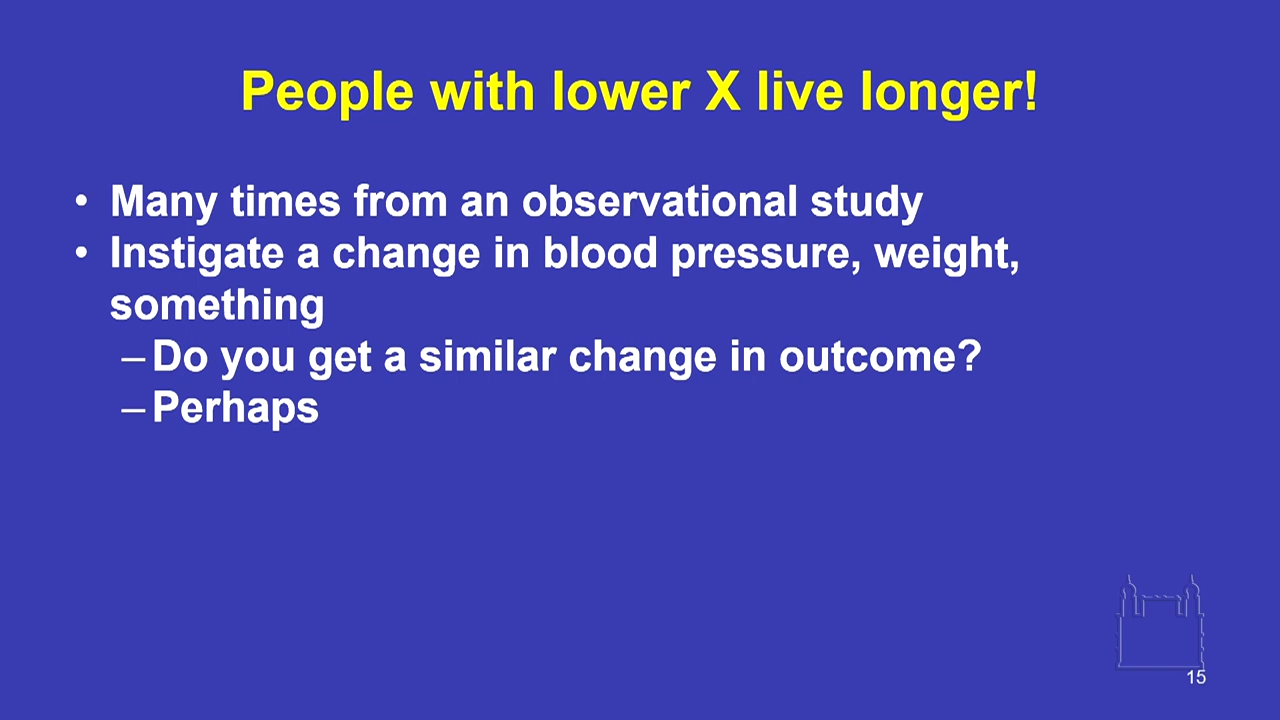 People with lower X live longer!
• Many times from an observational study
• Instigate a change in blood pressure, weight,
something
– Do you get a similar change in outcome?
– Perhaps
15